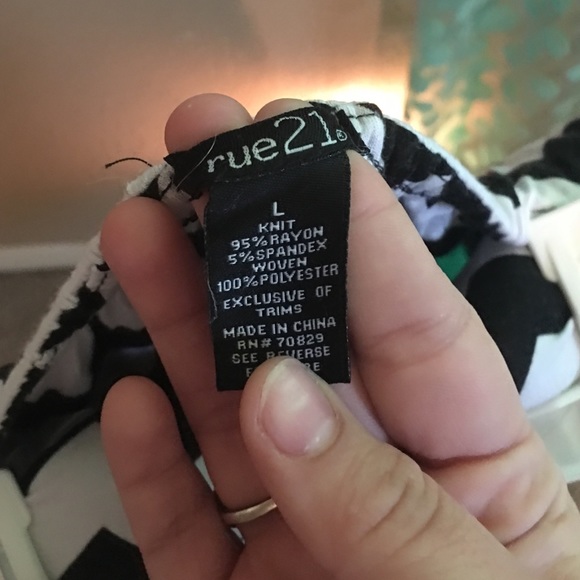 rue21®
L
KNIT
95%RAYON
5%SPANDEX
WOVEN
100%POLYESTER
EXCLUSIVE OF
TRIMS
MADE IN CHINA
RN# 70829
SEE REVERSE